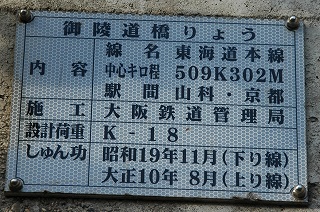 御陵道橋りょう
内容 線名 東海道本線
中心キロ程 509K302M
駅間 山科・京都
施工 大阪鉄道管理局
設計荷重 K-18
しゅん功 昭和19年11月(下り線)
大正10年 8月(上り線)